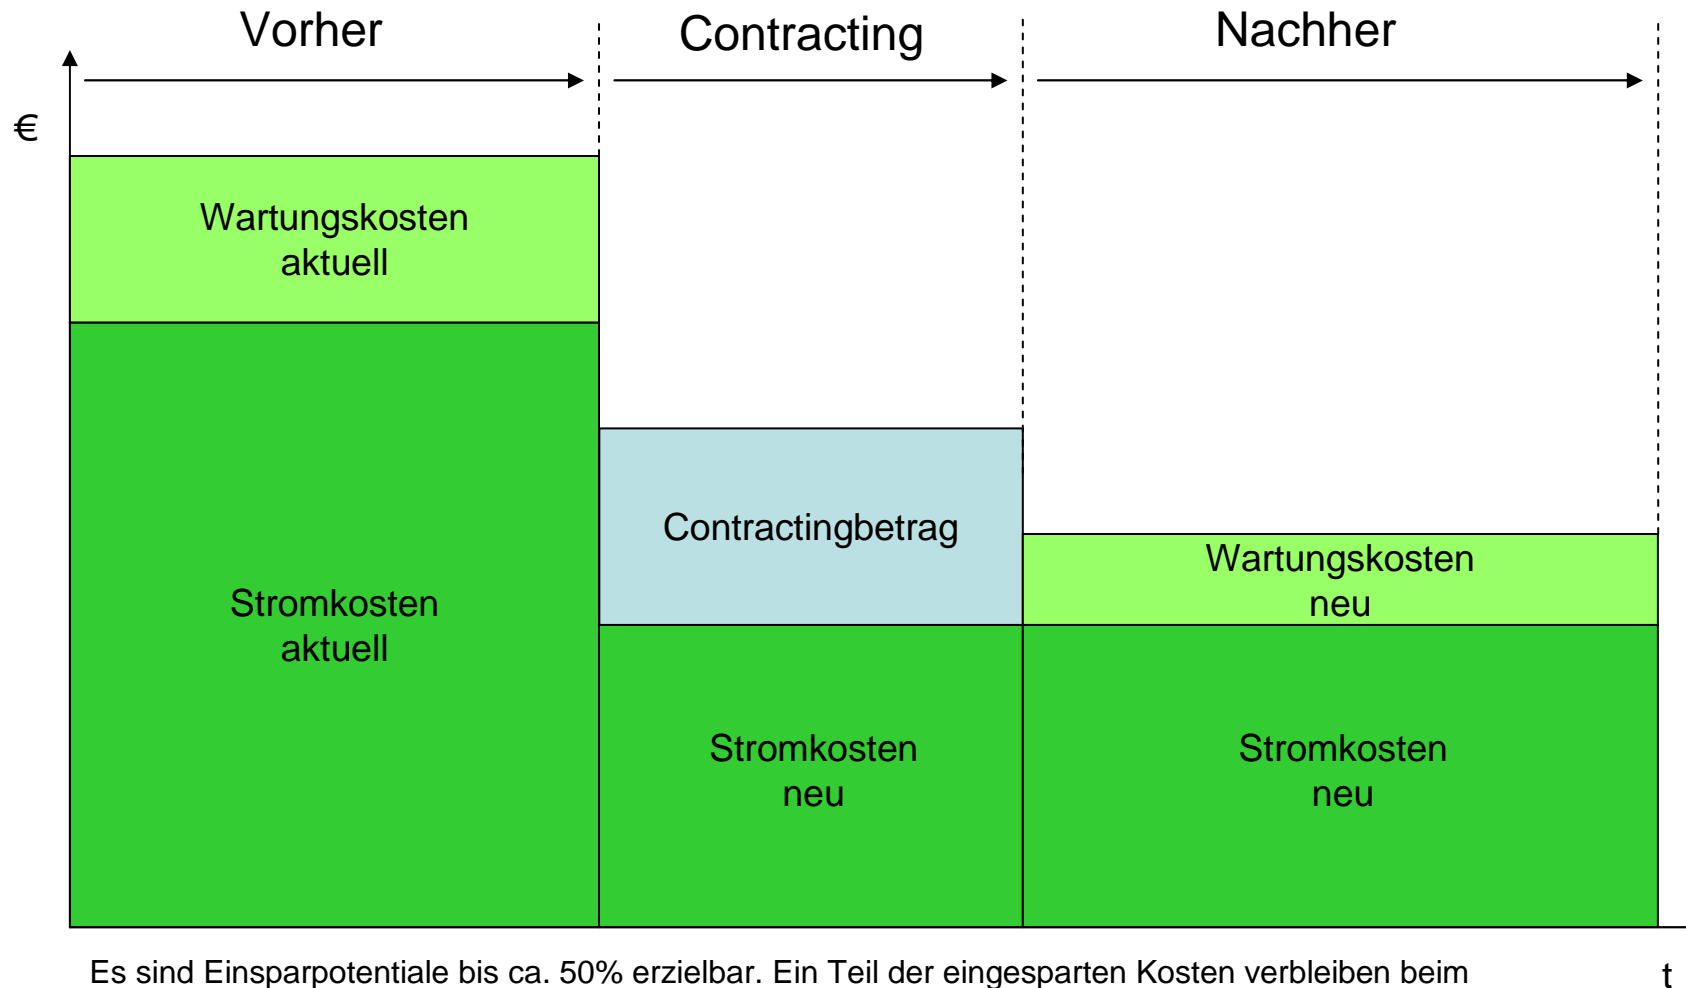 Vorher
Contracting
Nachher
€
Wartungskosten
aktuell
Stromkosten
aktuell
Contractingbetrag
Stromkosten
neu
Wartungskosten
neu
Stromkosten
neu
Es sind Einsparpotentiale bis ca. 50% erzielbar. Ein Teil der eingesparten Kosten verbleiben beim
t